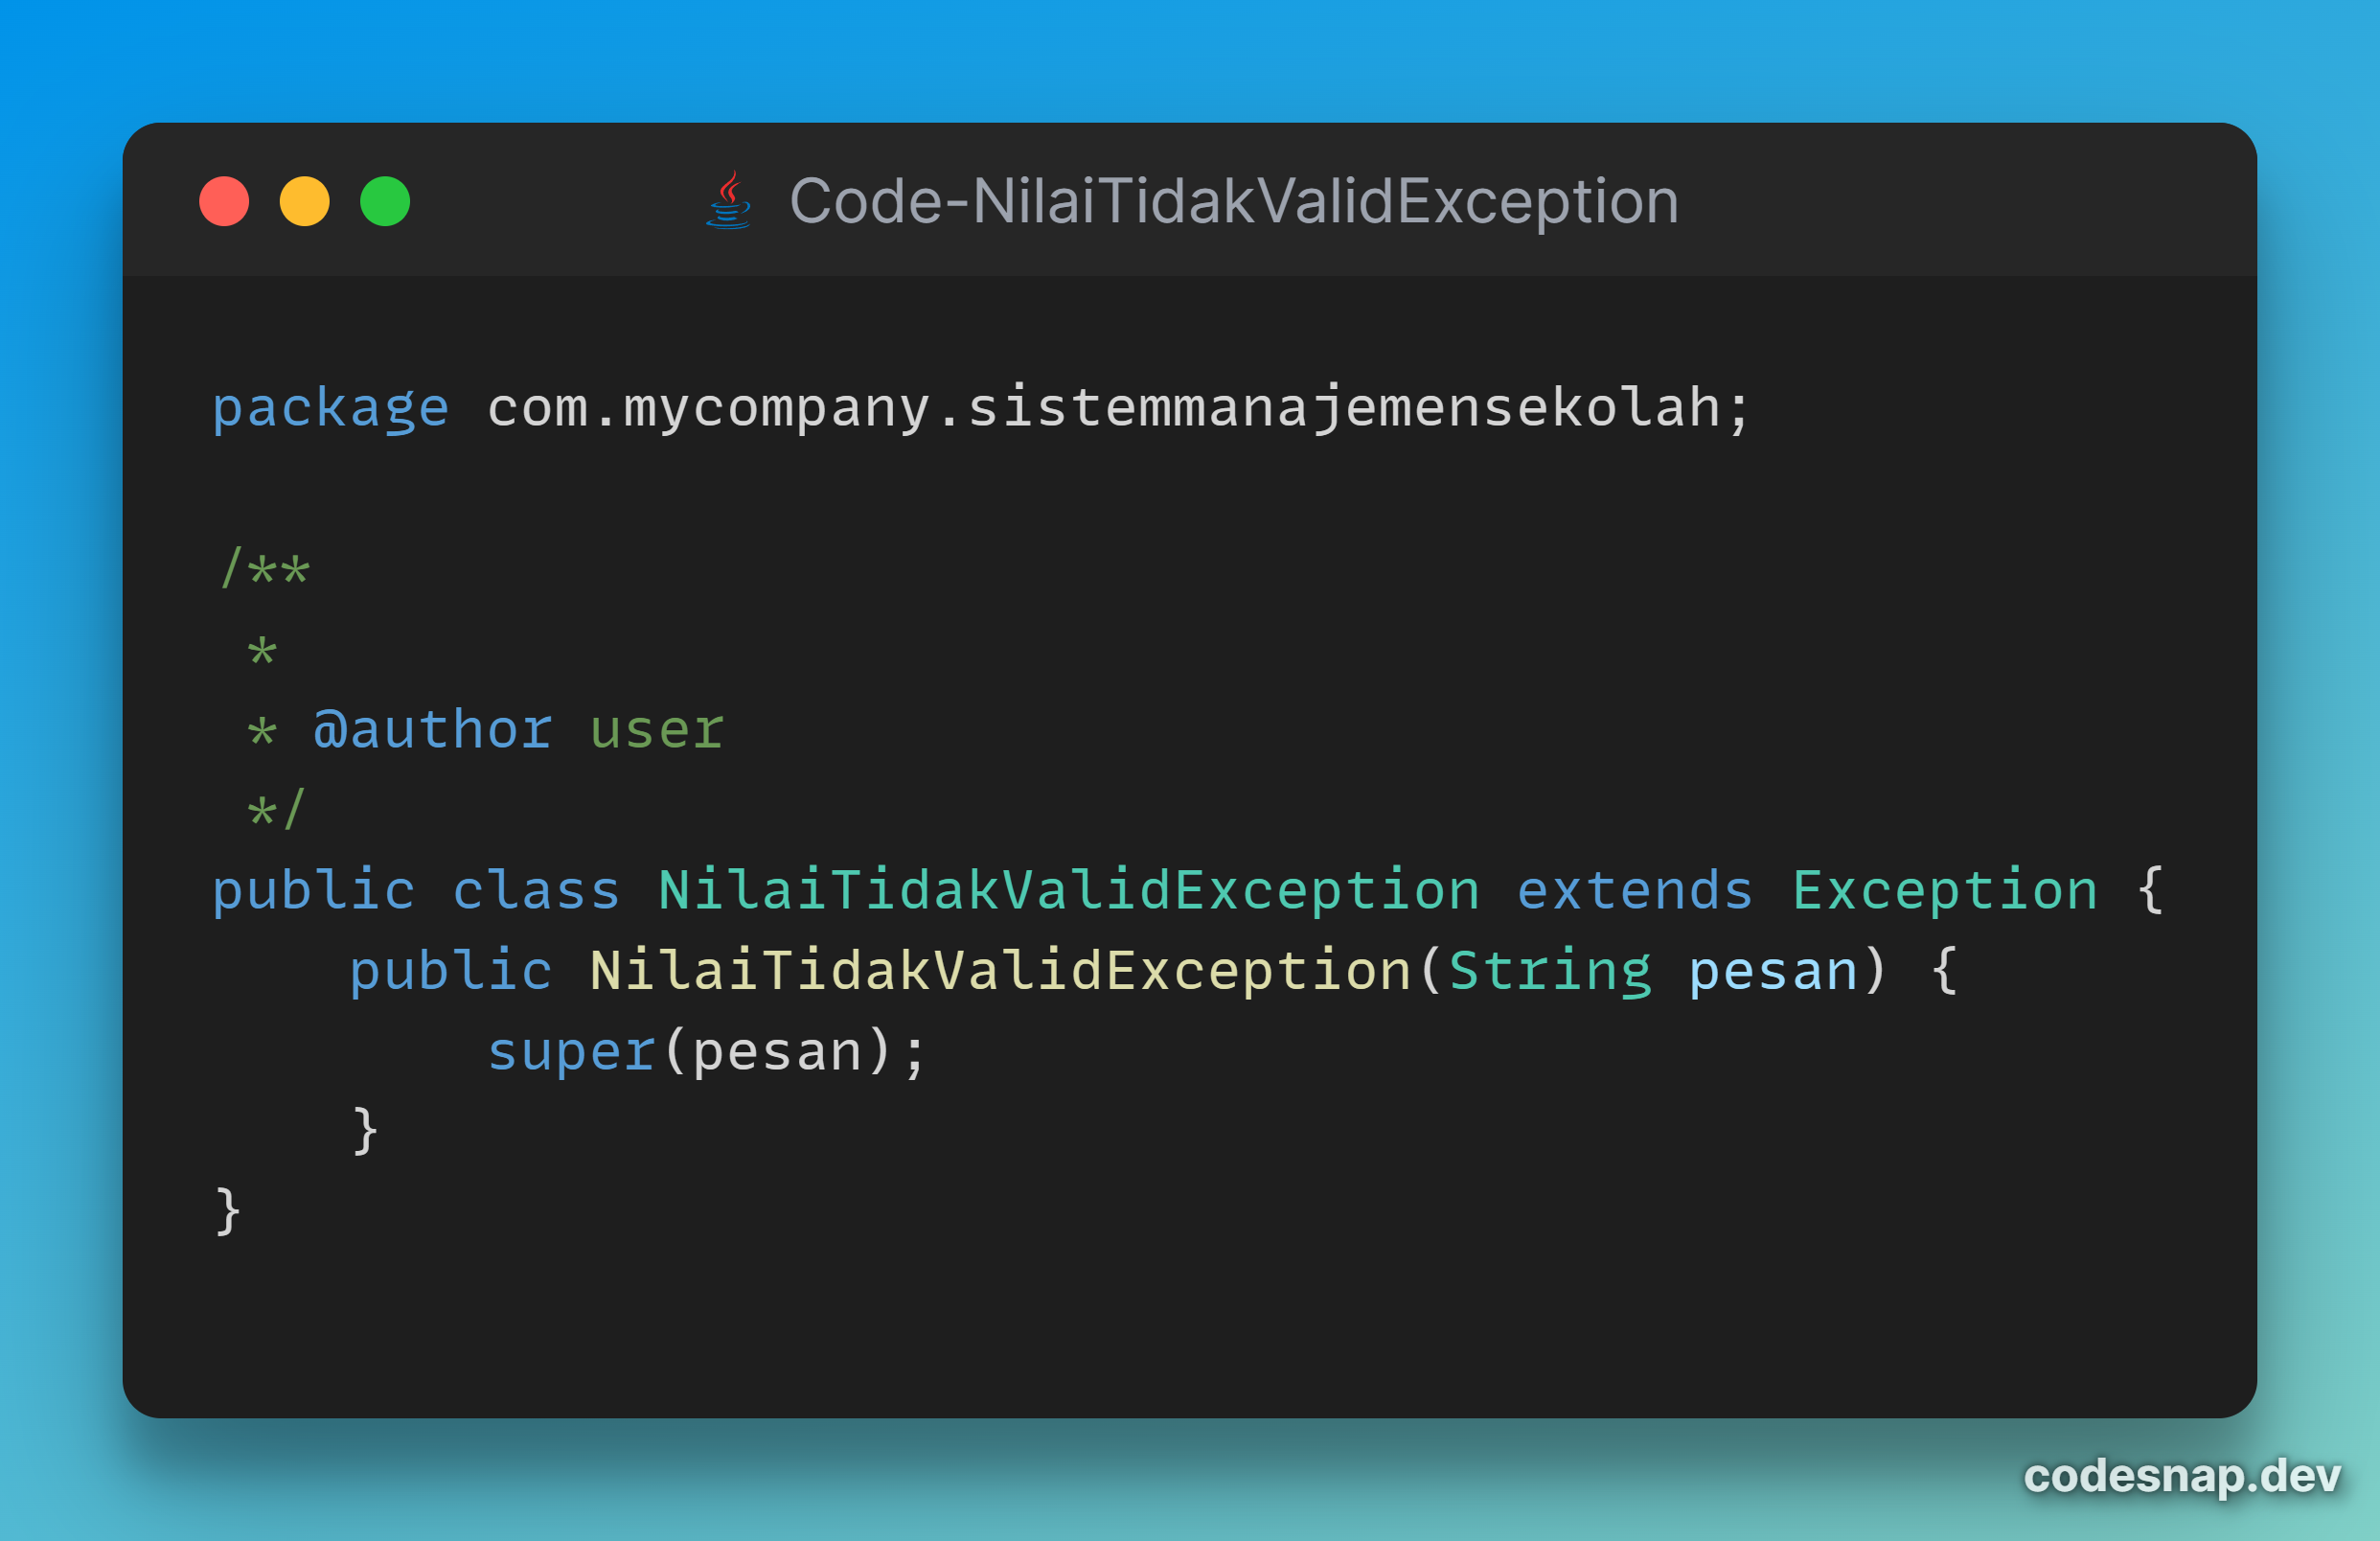 Code-NilaiTidakValidException
package com.mycompany.sistemmanajemensekolah;
/**
 *
 * @author user
 */
public class NilaiTidakValidException extends Exception {
    public NilaiTidakValidException(String pesan) {
        super(pesan);
    }
}
codesnap.dev